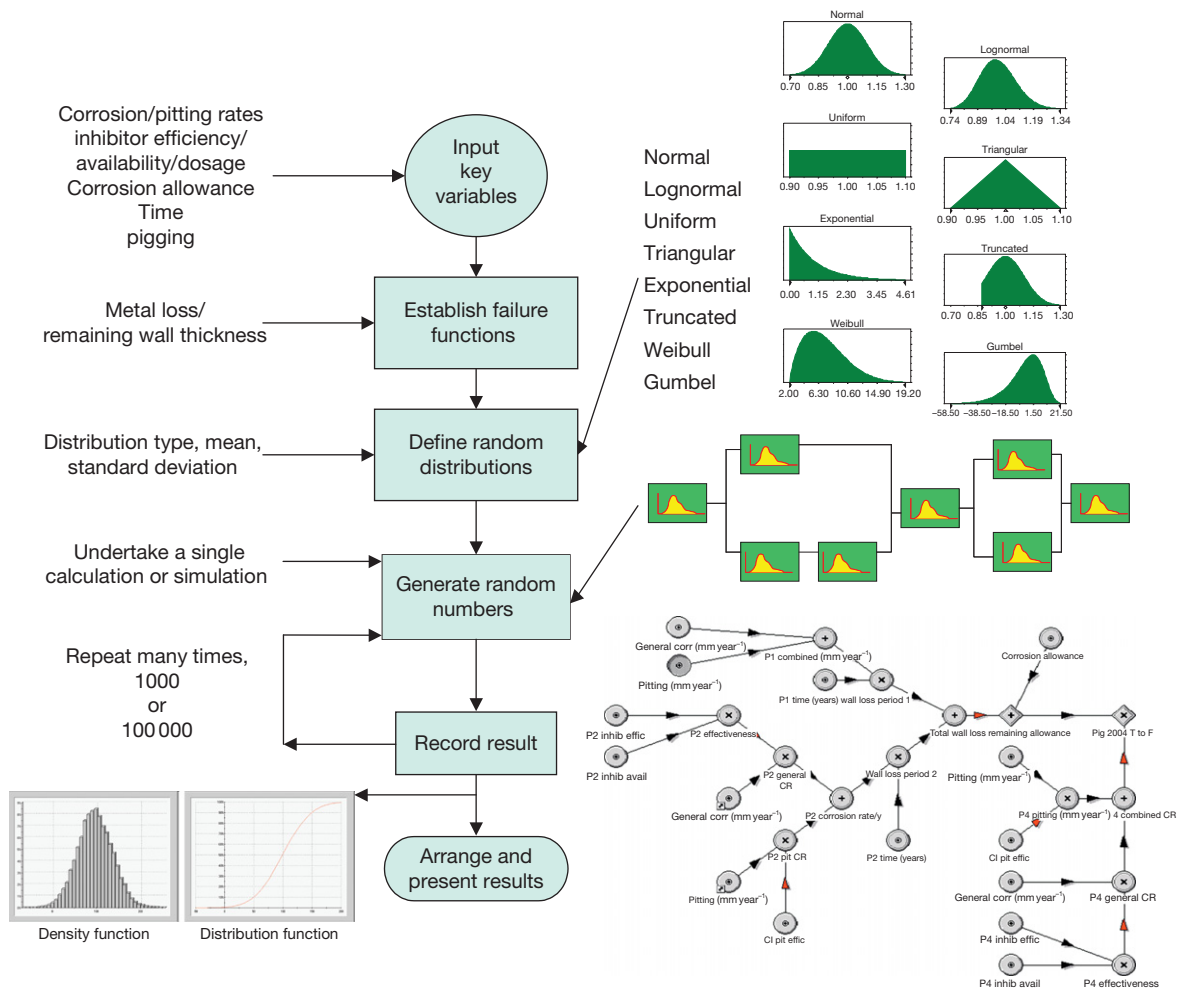 Corrosion/pitting rates
inhibitor efficiency/
availability/dosage
Corrosion allowance
Time
pigging
Input
key
variables
Metal loss/
remaining wall thickness
Establish failure
functions
Distribution type, mean,
standard deviation
Define random
distributions
Undertake a single
calculation or simulation
Generate random
numbers
Repeat many times,
1000
or
100 000
Record result
Arrange and
present results
Density function
Distribution function
Normal
Lognormal
Uniform
Triangular
Exponential
Truncated
Weibull
Gumbel
Normal
0.70 0.85 1.00 1.15 1.30
Lognormal
0.74 0.89 1.04 1.19 1.34
Uniform
0.90 0.95 1.00 1.05 1.10
Triangular
0.90 0.95 1.00 1.05 1.10
Exponential
0.00 1.15 2.30 3.45 4.61
Truncated
0.70 0.85 1.00 1.15 1.30
Weibull
2.00 6.30 10.60 14.90 19.20
Gumbel
−58.50 −38.50 −18.50 1.50 21.50
General corr (mm year⁻¹)
Pitting (mm year⁻¹)
P1 combined (mm year⁻¹)
P1 time (years) wall loss period 1
Corrosion allowance
P2 inhib effic
P2 effectiveness
P2 inhib avail
Total wall loss remaining allowance
Pig 2004 T to F
P2 general
CR
Wall loss period 2
Pitting (mm year⁻¹)
General corr (mm year⁻¹)
P2 corrosion rate/y
P4 pitting (mm year⁻¹) 4 combined CR
P2 pit CR
P2 time (years)
CI pit effic
Pitting (mm year⁻¹)
General corr (mm year⁻¹)
P4 general CR
CI pit effic
P4 inhib effic
P4 inhib avail
P4 effectiveness